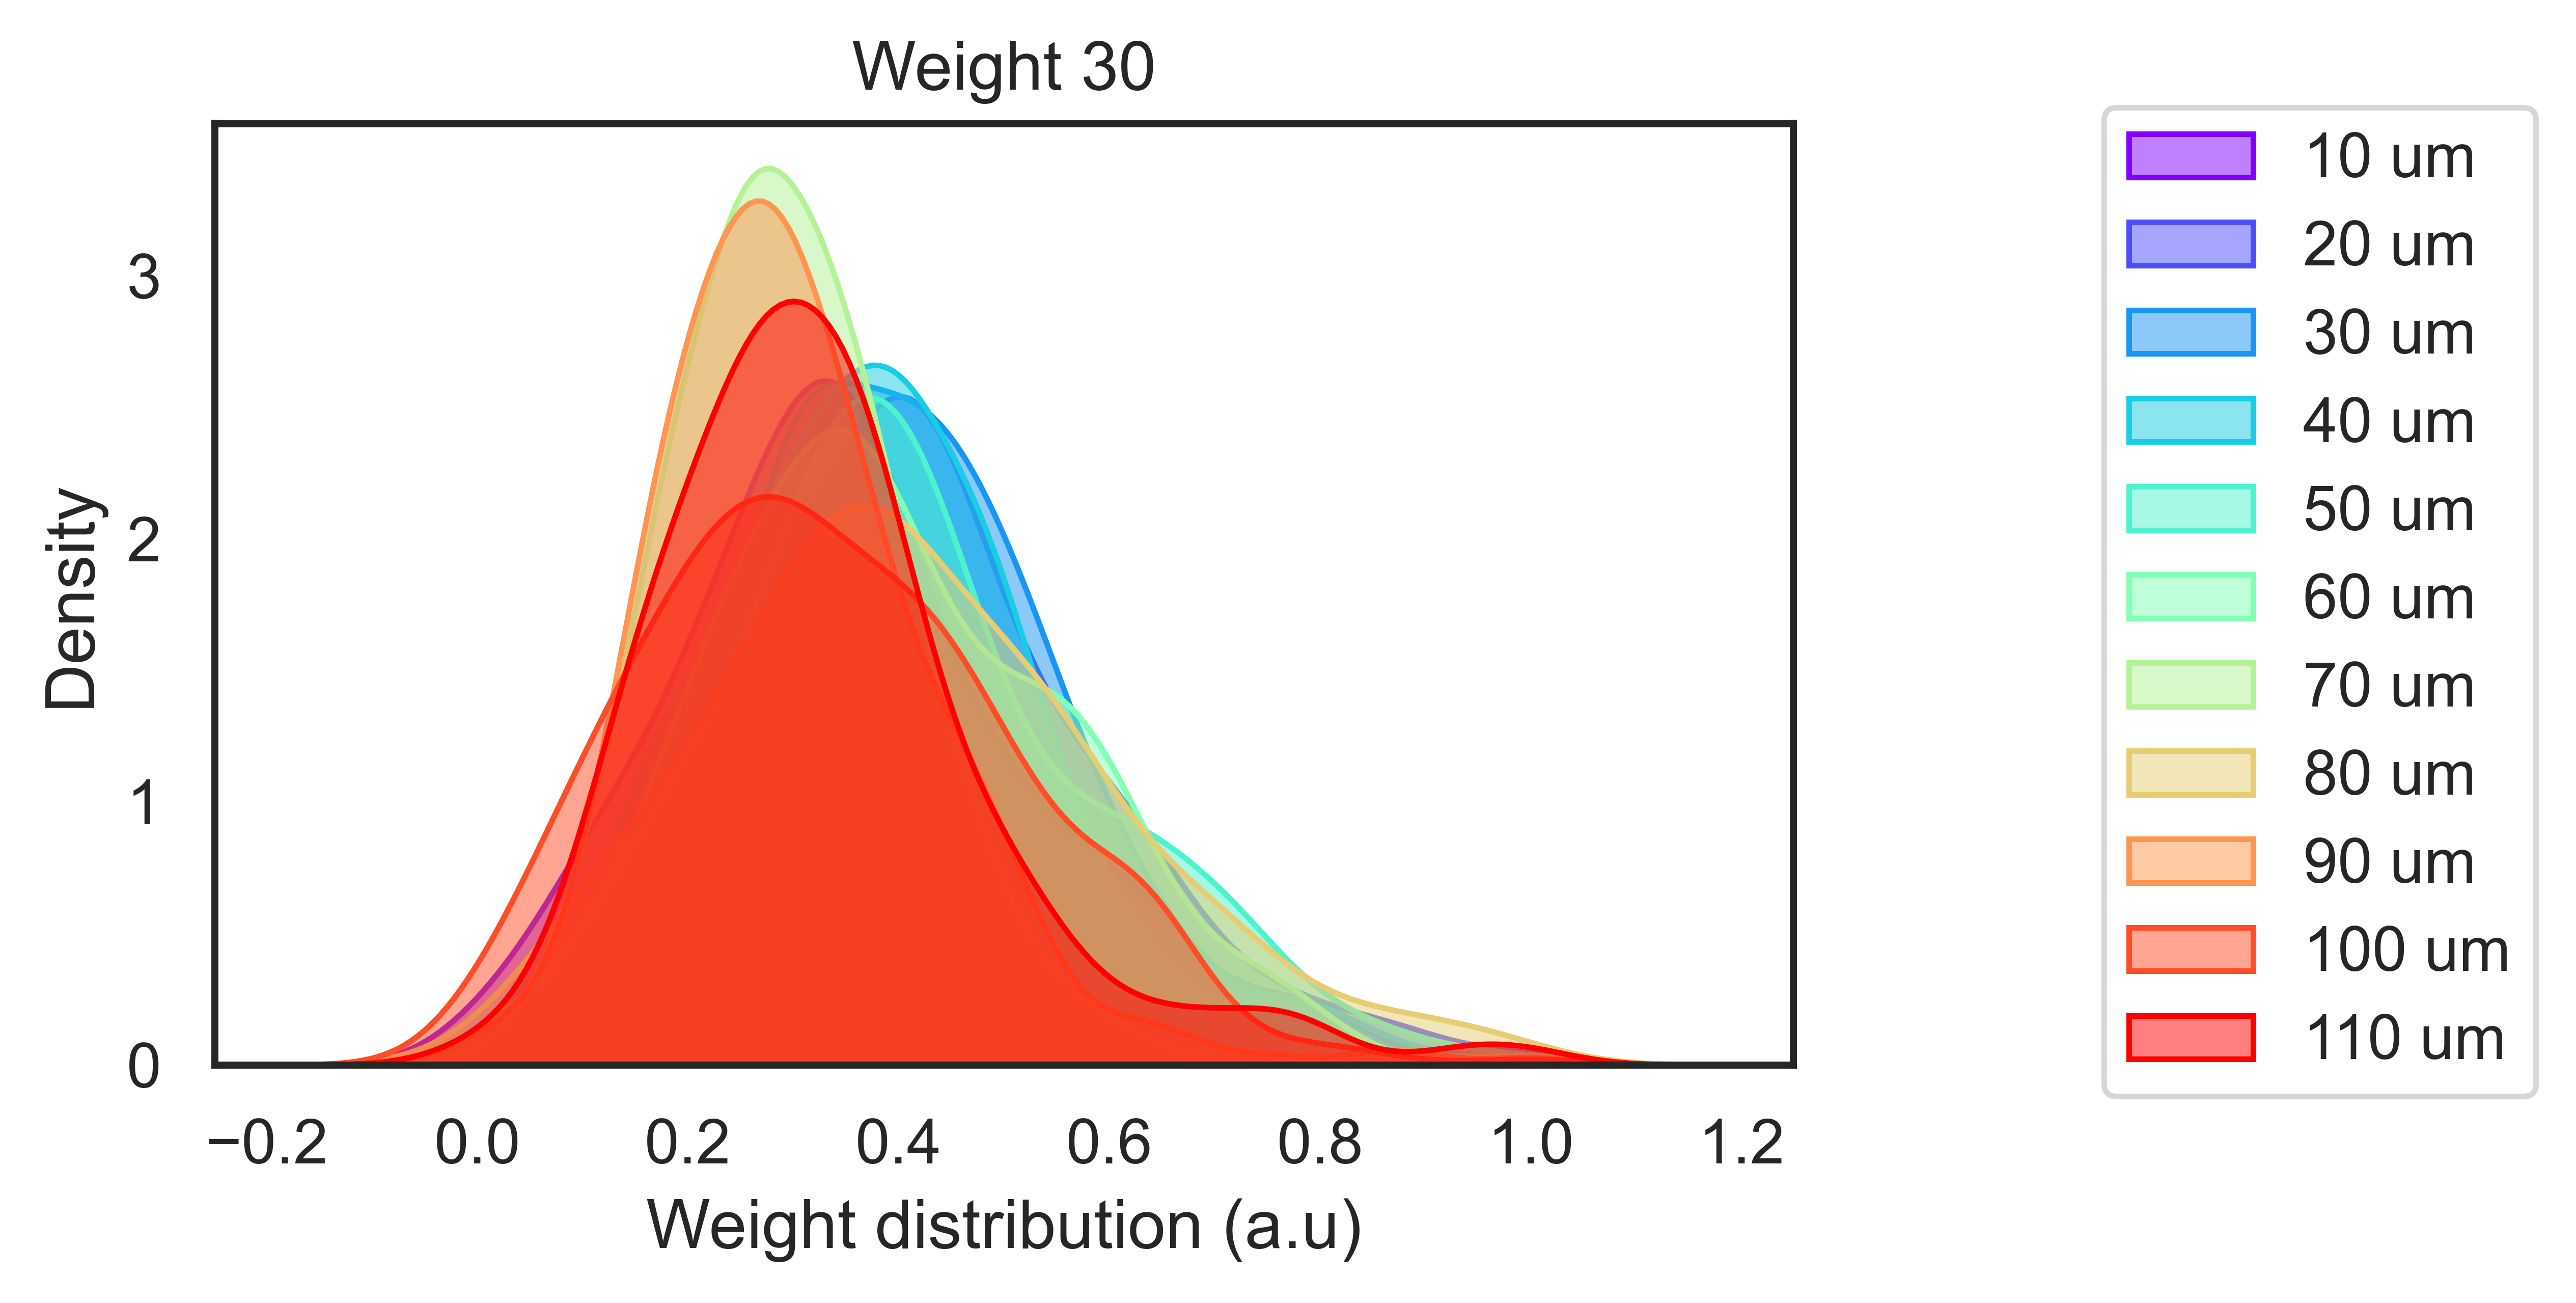 Weight 30
Density
3
2
1
0
−0.2 0.0 0.2 0.4 0.6 0.8 1.0 1.2
Weight distribution (a.u)
10 um
20 um
30 um
40 um
50 um
60 um
70 um
80 um
90 um
100 um
110 um